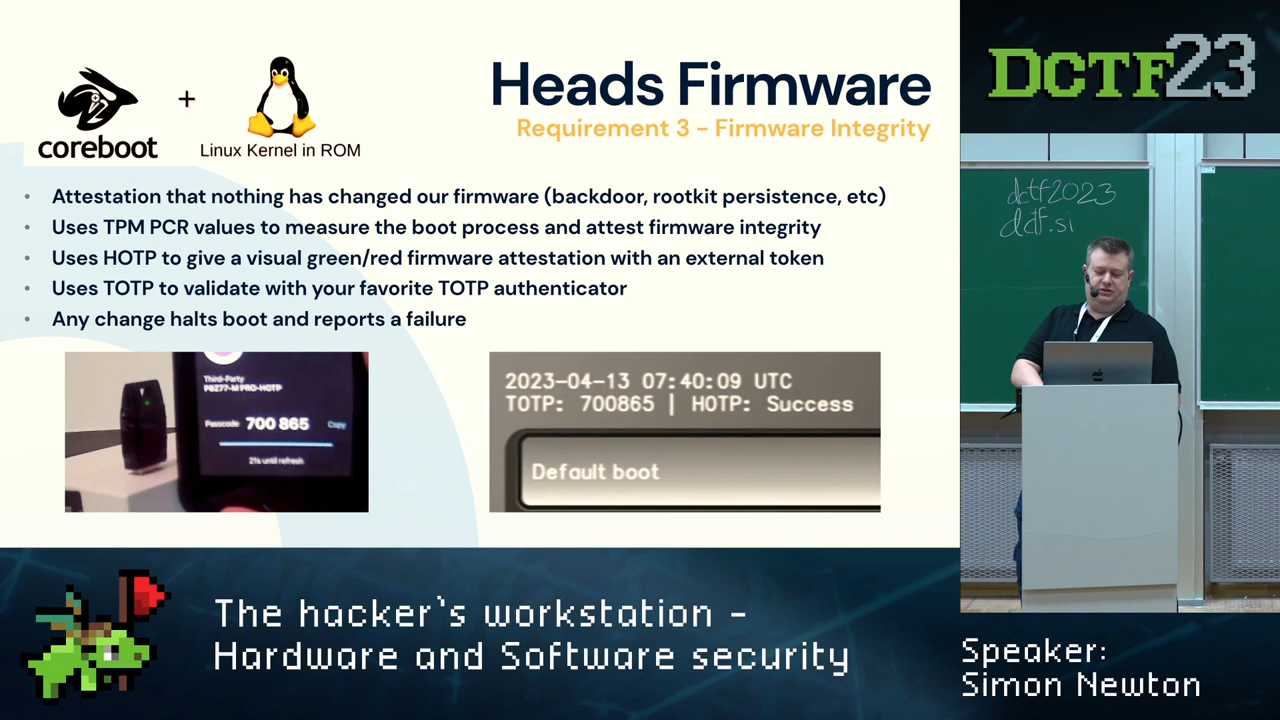 coreboot
+
Linux Kernel in ROM
Heads Firmware
Requirement 3 - Firmware Integrity
• Attestation that nothing has changed our firmware (backdoor, rootkit persistence, etc)
• Uses TPM PCR values to measure the boot process and attest firmware integrity
• Uses HOTP to give a visual green/red firmware attestation with an external token
• Uses TOTP to validate with your favorite TOTP authenticator
• Any change halts boot and reports a failure
Third-Party
P8Z77-M PRO-HOTP
Passcode 700 865 Copy
21s until refresh
2023-04-13 07:40:09 UTC
TOTP: 700865 | HOTP: Success
Default boot
DCTF23
dctf2023
dctf.si
The hacker's workstation -
Hardware and Software security
Speaker:
Simon Newton